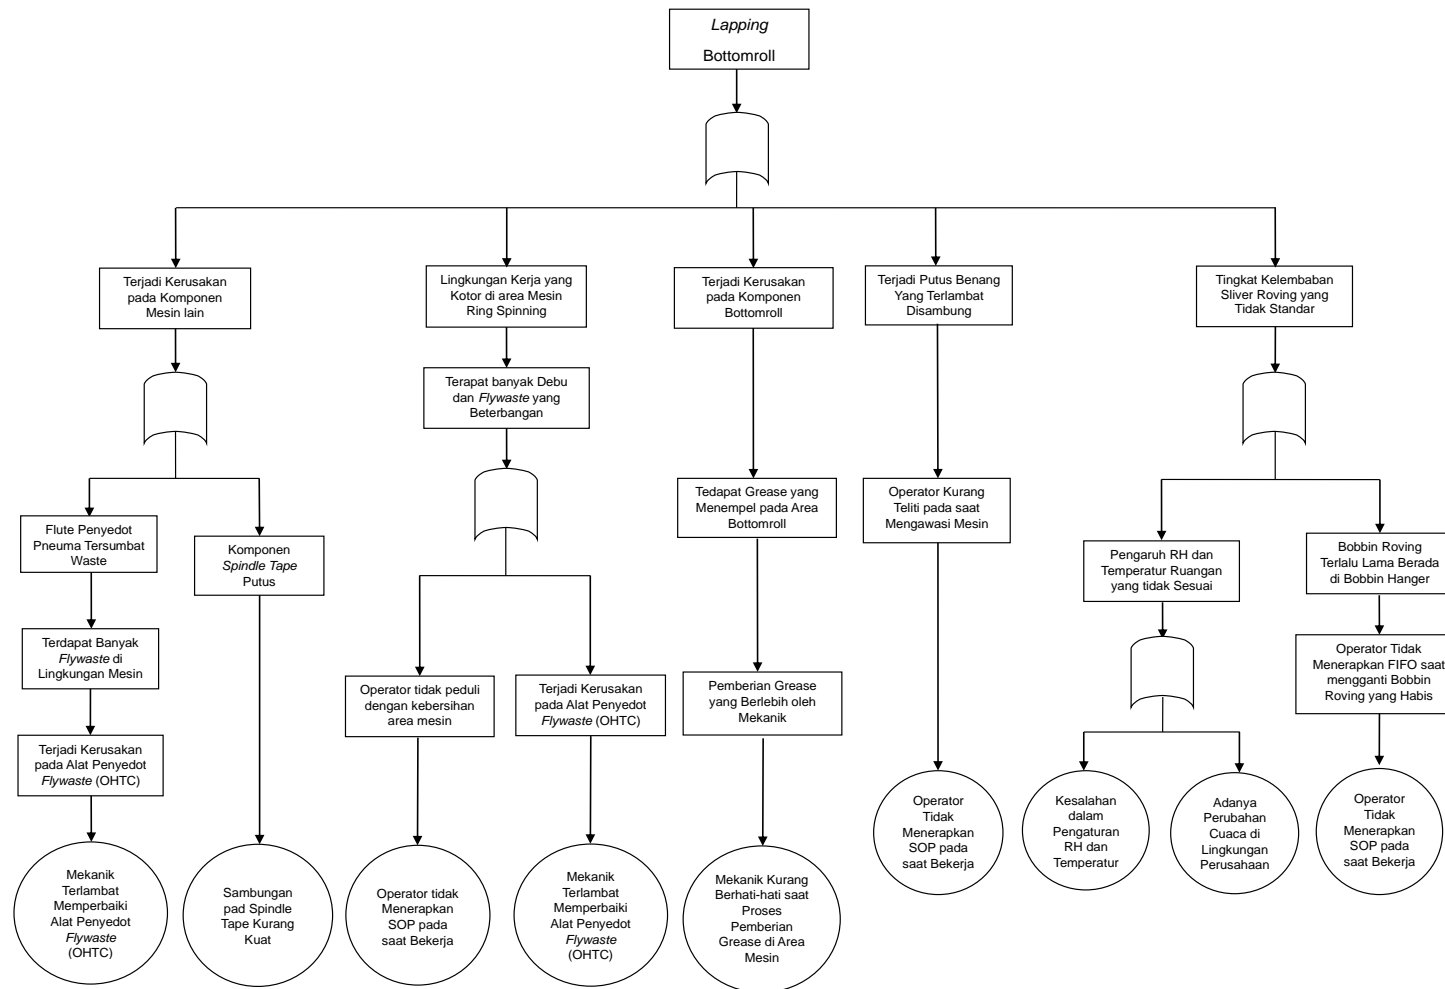 Lapping
Bottomroll
Terjadi Kerusakan
pada Komponen
Mesin lain
Lingkungan Kerja yang
Kotor di area Mesin
Ring Spinning
Terjadi Kerusakan
pada Komponen
Bottomroll
Terjadi Putus Benang
Yang Terlambat
Disambung
Tingkat Kelembaban
Sliver Roving yang
Tidak Standar
Terapat banyak Debu
dan Flywaste yang
Beterbangan
Flute Penyedot
Pneuma Tersumbat
Waste
Komponen
Spindle Tape
Putus
Tedapat Grease yang
Menempel pada Area
Bottomroll
Operator Kurang
Teliti pada saat
Mengawasi Mesin
Pengaruh RH dan
Temperatur Ruangan
yang tidak Sesuai
Bobbin Roving
Terlalu Lama Berada
di Bobbin Hanger
Terdapat Banyak
Flywaste di
Lingkungan Mesin
Operator tidak peduli
dengan kebersihan
area mesin
Terjadi Kerusakan
pada Alat Penyedot
Flywaste (OHTC)
Pemberian Grease
yang Berlebih oleh
Mekanik
Operator Tidak
Menerapkan FIFO saat
mengganti Bobbin
Roving yang Habis
Terjadi Kerusakan
pada Alat Penyedot
Flywaste (OHTC)
Mekanik
Terlambat
Memperbaiki
Alat Penyedot
Flywaste
(OHTC)
Sambungan
pad Spindle
Tape Kurang
Kuat
Operator tidak
Menerapkan
SOP pada
saat Bekerja
Mekanik
Terlambat
Memperbaiki
Alat Penyedot
Flywaste
(OHTC)
Mekanik Kurang
Berhati-hati saat
Proses
Pemberian
Grease di Area
Mesin
Operator
Tidak
Menerapkan
SOP pada
saat Bekerja
Kesalahan
dalam
Pengaturan
RH dan
Temperatur
Adanya
Perubahan
Cuaca di
Lingkungan
Perusahaan
Operator
Tidak
Menerapkan
SOP pada
saat Bekerja